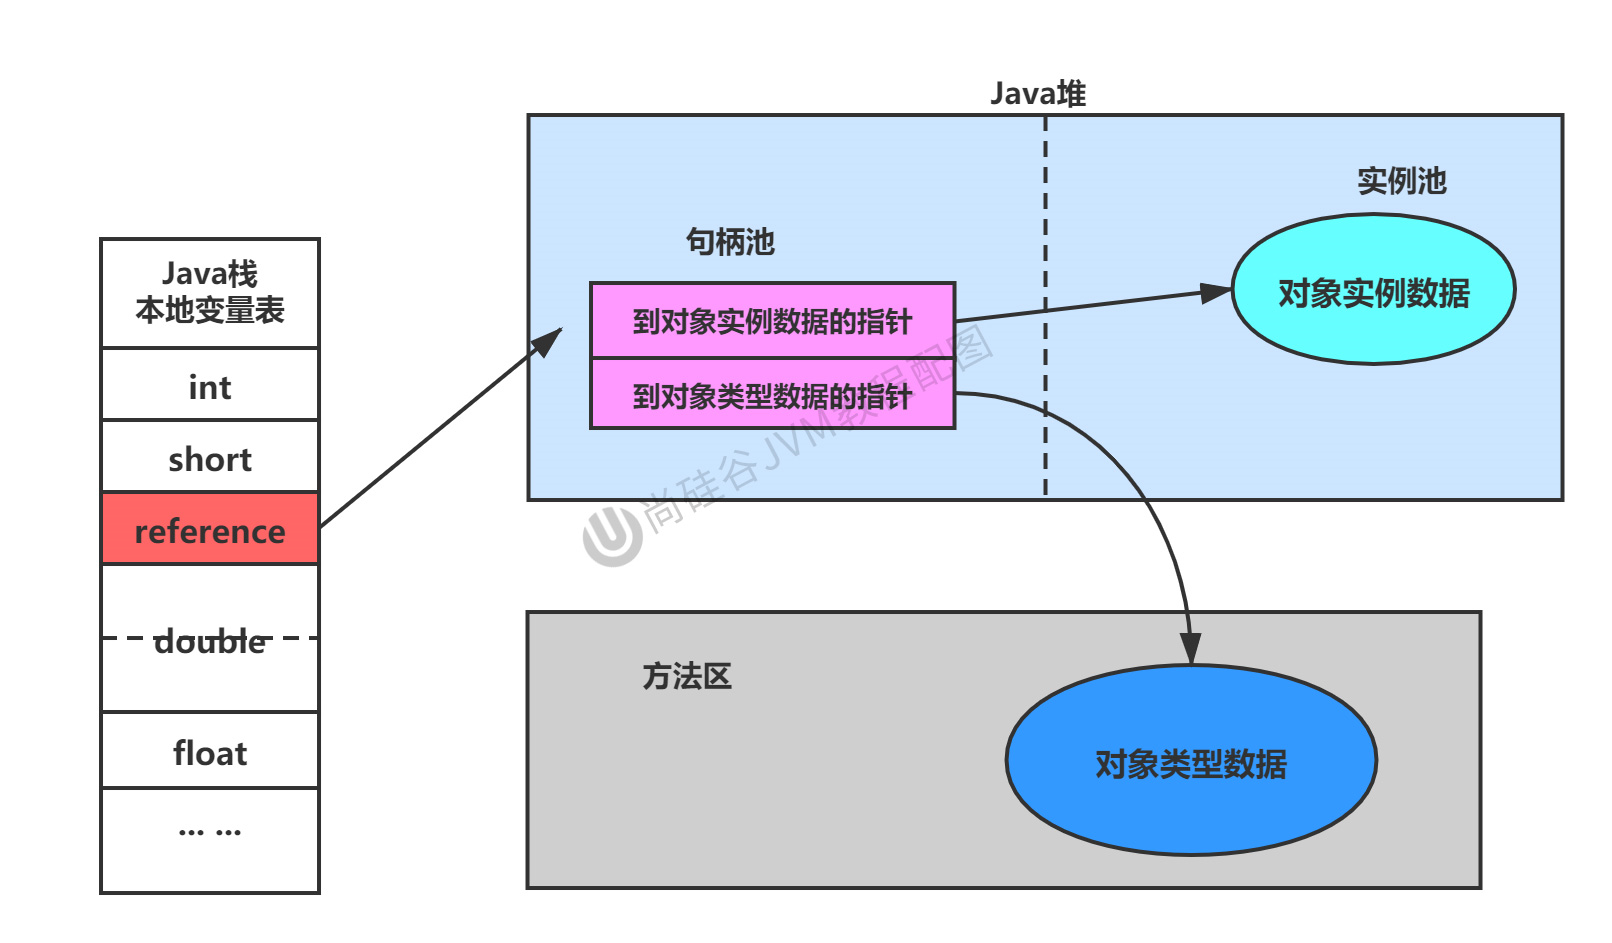 Java堆
实例池
句柄池
对象实例数据
到对象实例数据的指针
到对象类型数据的指针
Java栈
本地变量表
int
short
reference
double
float
... ...
尚硅谷JVM教程配图
方法区
对象类型数据